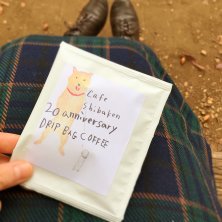 Cafe
Shibaken
20 anniversary
DRIP BAG COFFEE